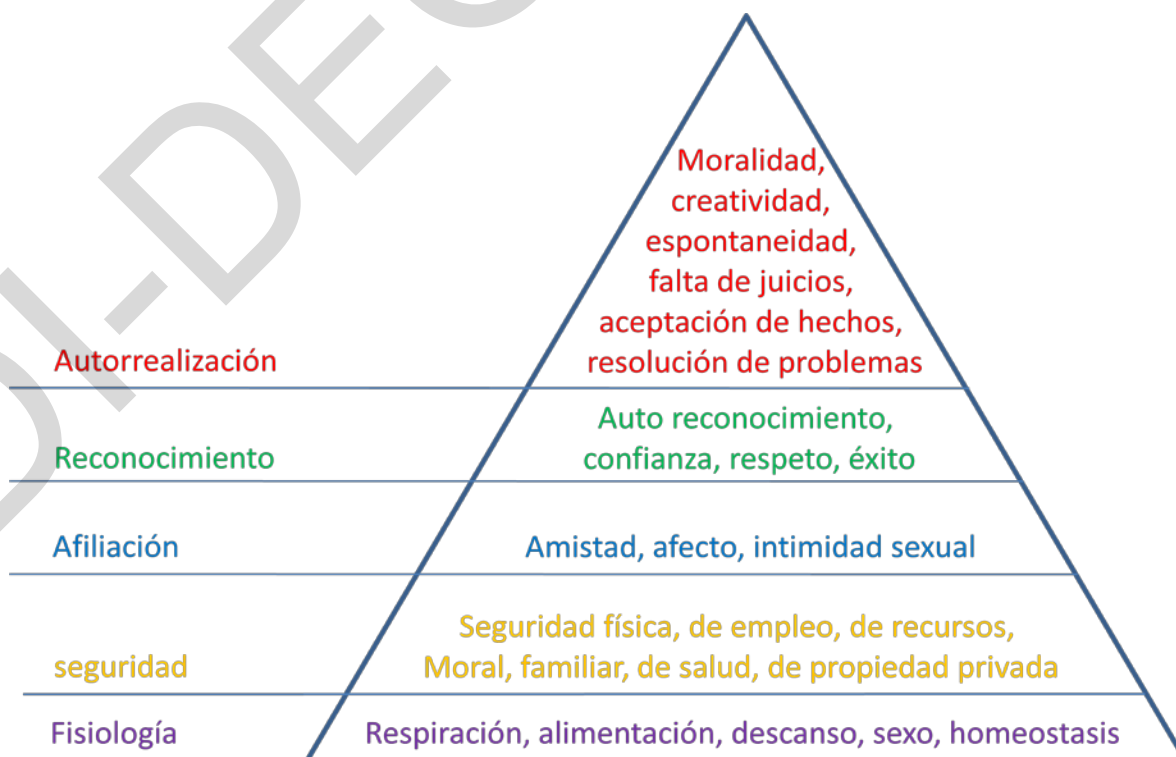 Moralidad,
creatividad,
espontaneidad,
falta de juicios,
aceptación de hechos,
Autorrealización
resolución de problemas
Auto reconocimiento,
Reconocimiento
confianza, respeto, éxito
Afiliación
Amistad, afecto, intimidad sexual
Seguridad física, de empleo, de recursos,
seguridad
Moral, familiar, de salud, de propiedad privada
Fisiología
Respiración, alimentación, descanso, sexo, homeostasis